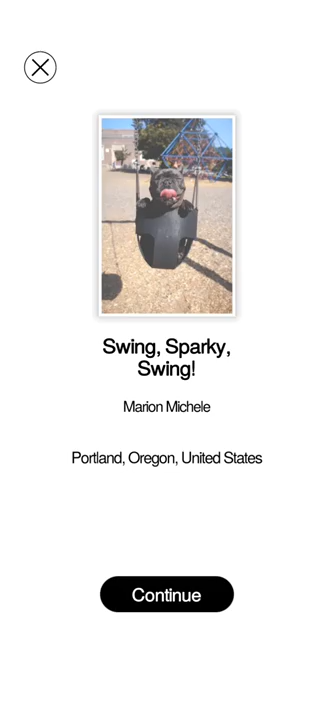 Swing, Sparky,
Swing!
Marion Michele
Portland, Oregon, United States
Continue